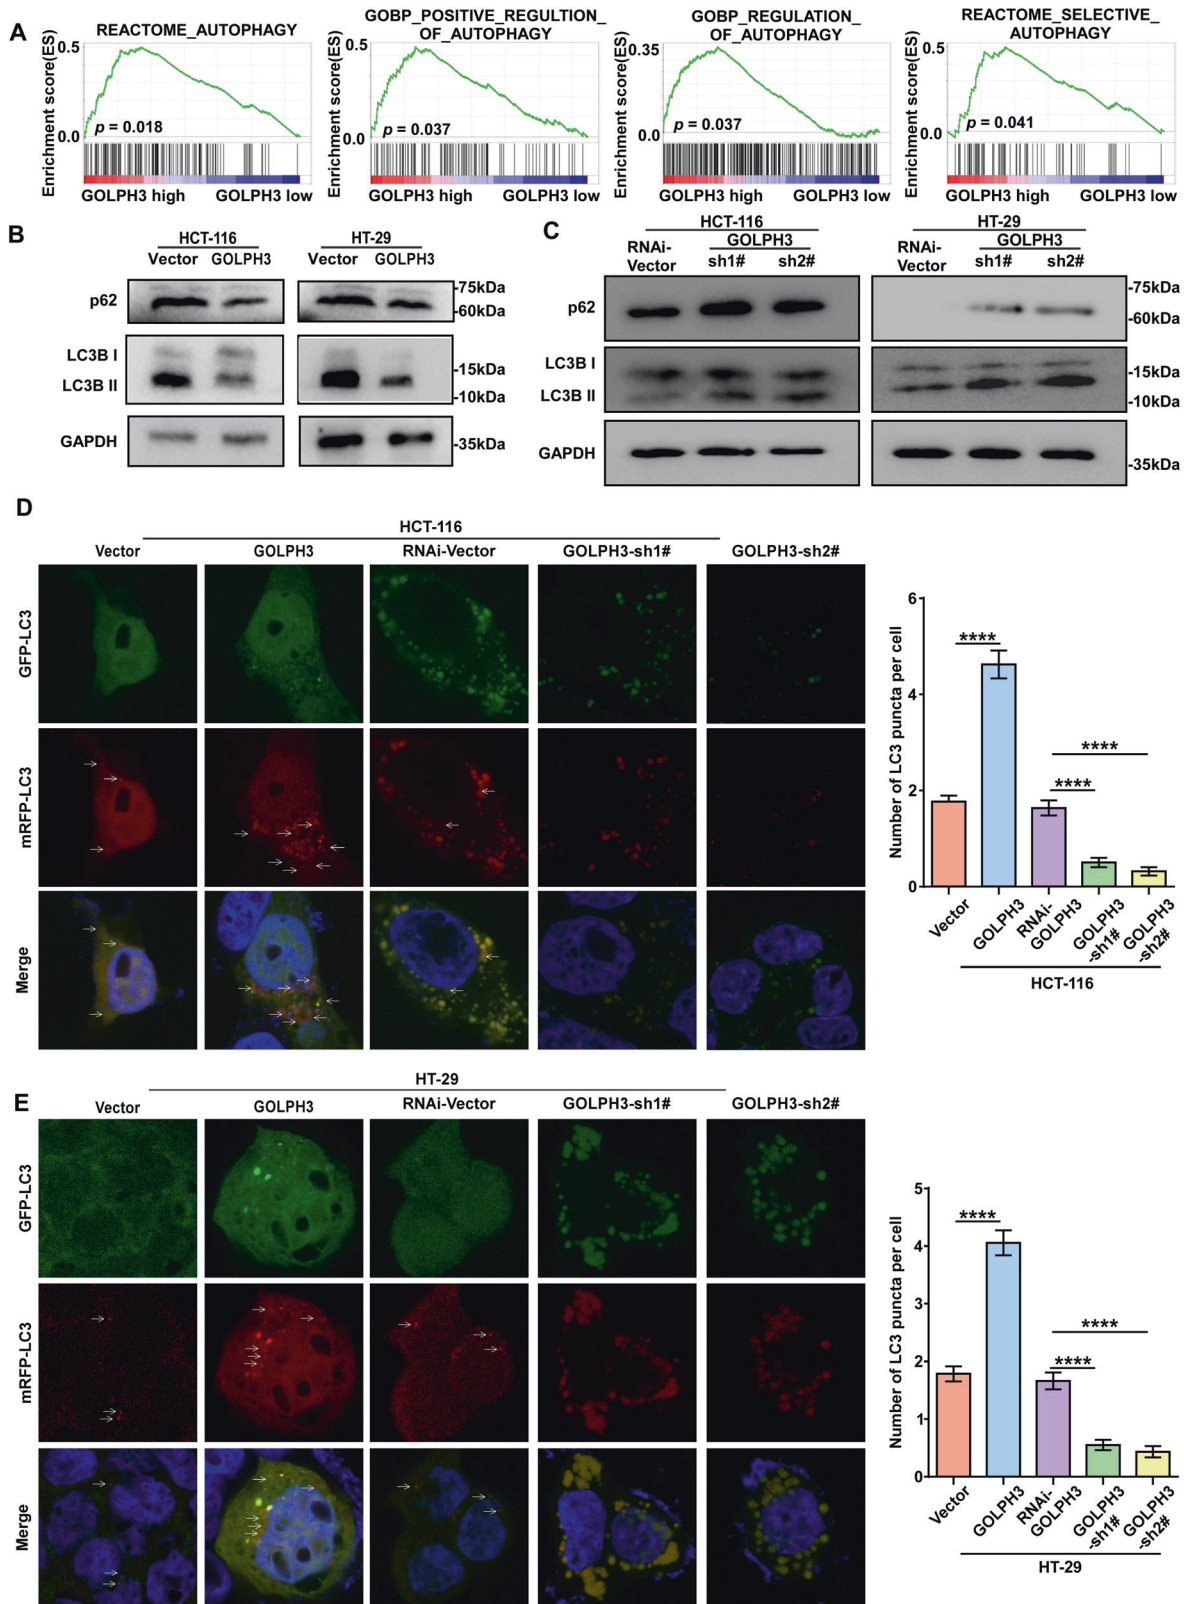 A
REACTOME_AUTOPHAGY
Enrichment score(ES)
0.5
0.0
p = 0.018
GOLPH3 high GOLPH3 low
GOBP_POSITIVE_REGULTION_
OF_AUTOPHAGY
Enrichment score(ES)
0.5
0.0
p = 0.037
GOLPH3 high GOLPH3 low
GOBP_REGULATION_
OF_AUTOPHAGY
Enrichment score(ES)
0.35
0.0
p = 0.037
GOLPH3 high GOLPH3 low
REACTOME_SELECTIVE_
AUTOPHAGY
Enrichment score(ES)
0.5
0.0
p = 0.041
GOLPH3 high GOLPH3 low
B
HCT-116 HT-29
Vector GOLPH3 Vector GOLPH3
p62
-75kDa
-60kDa
LC3B I
LC3B II
-15kDa
-10kDa
GAPDH
-35kDa
C
HCT-116 HT-29
RNAi-
Vector
GOLPH3
sh1# sh2#
RNAi-
Vector
GOLPH3
sh1# sh2#
p62
-75kDa
-60kDa
LC3B I
LC3B II
-15kDa
-10kDa
GAPDH
-35kDa
D
HCT-116
Vector GOLPH3 RNAi-Vector GOLPH3-sh1# GOLPH3-sh2#
GFP-LC3
mRFP-LC3
Merge
Number of LC3 puncta per cell
6
4
2
0
****
****
****
Vector
GOLPH3
RNAi-
GOLPH3
GOLPH3
-sh1#
GOLPH3
-sh2#
HCT-116
E
HT-29
Vector GOLPH3 RNAi-Vector GOLPH3-sh1# GOLPH3-sh2#
GFP-LC3
mRFP-LC3
Merge
Number of LC3 puncta per cell
5
4
3
2
1
0
****
****
****
Vector
GOLPH3
RNAi-
GOLPH3
GOLPH3
-sh1#
GOLPH3
-sh2#
HT-29